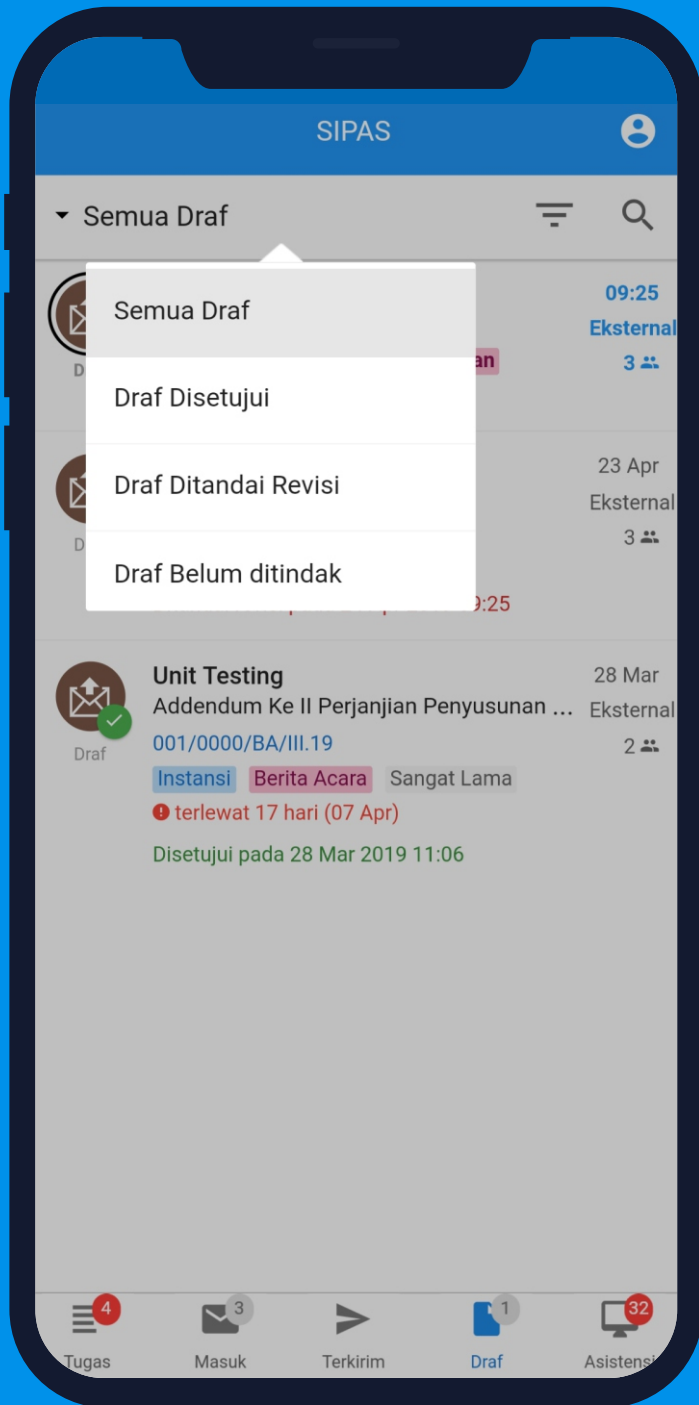 SIPAS
Semua Draf
Semua Draf
Draf Disetujui
Draf Ditandai Revisi
Draf Belum ditindak
09:25
Eksternal
3
23 Apr
Eksternal
3
9:25
Unit Testing
28 Mar
Addendum Ke II Perjanjian Penyusunan ...
Eksternal
001/0000/BA/III.19
2
Draf
Instansi Berita Acara Sangat Lama
terlewat 17 hari (07 Apr)
Disetujui pada 28 Mar 2019 11:06
4 3 1 32
Tugas Masuk Terkirim Draf Asistensi